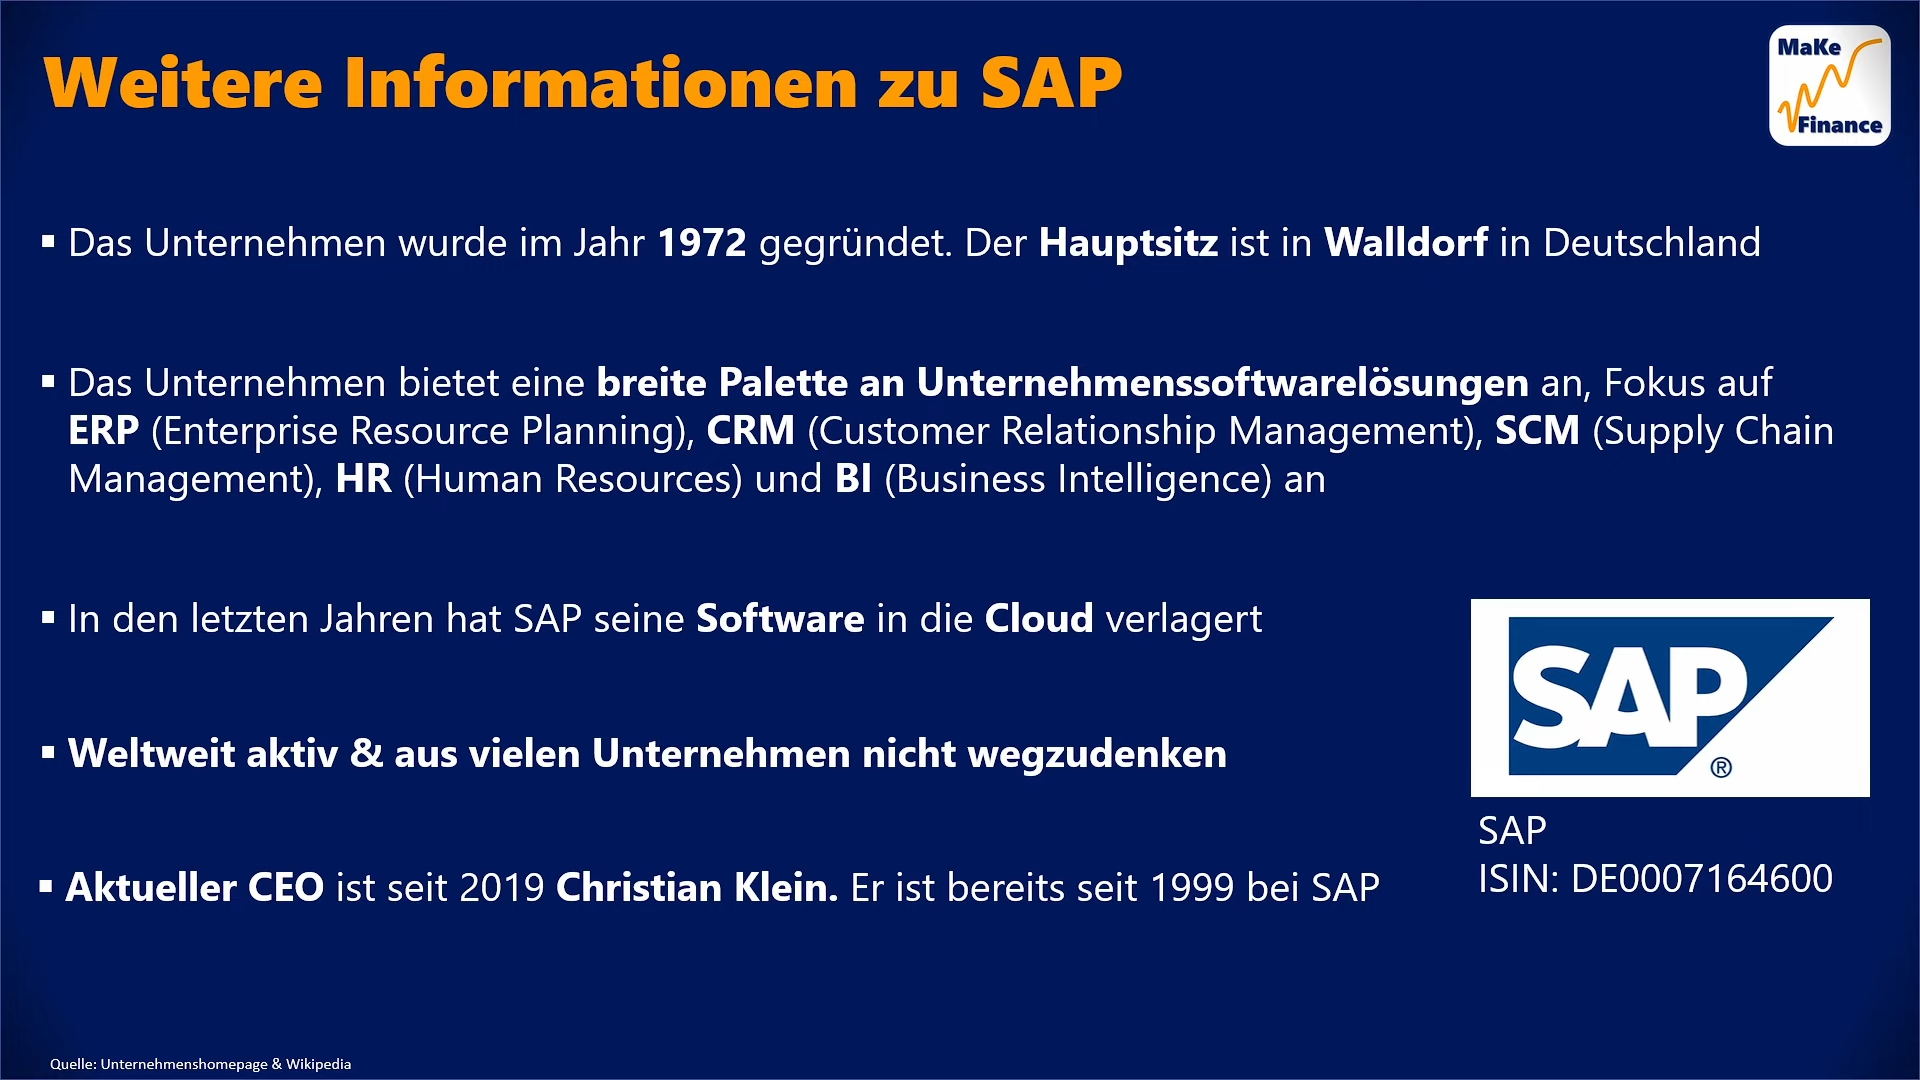 Weitere Informationen zu SAP
MaKe
Finance
▪ Das Unternehmen wurde im Jahr 1972 gegründet. Der Hauptsitz ist in Walldorf in Deutschland
▪ Das Unternehmen bietet eine breite Palette an Unternehmenssoftwarelösungen an, Fokus auf
ERP (Enterprise Resource Planning), CRM (Customer Relationship Management), SCM (Supply Chain
Management), HR (Human Resources) und BI (Business Intelligence) an
▪ In den letzten Jahren hat SAP seine Software in die Cloud verlagert
▪ Weltweit aktiv & aus vielen Unternehmen nicht wegzudenken
▪ Aktueller CEO ist seit 2019 Christian Klein. Er ist bereits seit 1999 bei SAP
SAP
®
SAP
ISIN: DE0007164600
Quelle: Unternehmenshomepage & Wikipedia